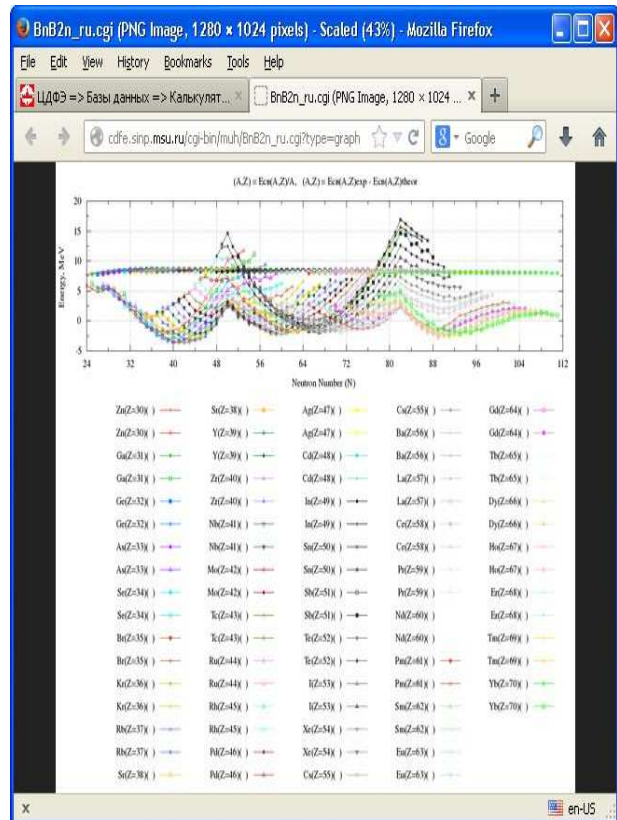 BnB2n_ru.cgi (PNG Image, 1280 × 1024 pixels) - Scaled (43%) - Mozilla Firefox
File Edit View History Bookmarks Tools Help
ЦДФЭ => Базы данных => Калькулят... × BnB2n_ru.cgi (PNG Image, 1280 × 1024 ... × +
cdfe.sinp.msu.ru/cgi-bin/muh/BnB2n_ru.cgi?type=graph Google
(A,Z) = Eсв(A,Z)/A, (A,Z) = Eсв(A,Z)exp - Eсв(A,Z)theor
Energy, MeV
20
15
10
5
0
-5
24 32 40 48 56 64 72 80 88 96 104 112
Neutron Number (N)
Zn(Z=30)( ) Sr(Z=38)( ) Ag(Z=47)( ) Cs(Z=55)( ) Gd(Z=64)( )
Zn(Z=30)( ) Y(Z=39)( ) Ag(Z=47)( ) Ba(Z=56)( ) Gd(Z=64)( )
Ga(Z=31)( ) Y(Z=39)( ) Cd(Z=48)( ) Ba(Z=56)( ) Tb(Z=65)( )
Ga(Z=31)( ) Zr(Z=40)( ) Cd(Z=48)( ) La(Z=57)( ) Tb(Z=65)( )
Ge(Z=32)( ) Zr(Z=40)( ) In(Z=49)( ) La(Z=57)( ) Dy(Z=66)( )
Ge(Z=32)( ) Nb(Z=41)( ) In(Z=49)( ) Ce(Z=58)( ) Dy(Z=66)( )
As(Z=33)( ) Nb(Z=41)( ) Sn(Z=50)( ) Ce(Z=58)( ) Ho(Z=67)( )
As(Z=33)( ) Mo(Z=42)( ) Sn(Z=50)( ) Pr(Z=59)( ) Ho(Z=67)( )
Se(Z=34)( ) Mo(Z=42)( ) Sb(Z=51)( ) Pr(Z=59)( ) Er(Z=68)( )
Se(Z=34)( ) Tc(Z=43)( ) Sb(Z=51)( ) Nd(Z=60)( ) Er(Z=68)( )
Br(Z=35)( ) Tc(Z=43)( ) Te(Z=52)( ) Nd(Z=60)( ) Tm(Z=69)( )
Br(Z=35)( ) Ru(Z=44)( ) Te(Z=52)( ) Pm(Z=61)( ) Tm(Z=69)( )
Kr(Z=36)( ) Ru(Z=44)( ) I(Z=53)( ) Pm(Z=61)( ) Yb(Z=70)( )
Kr(Z=36)( ) Rh(Z=45)( ) I(Z=53)( ) Sm(Z=62)( ) Yb(Z=70)( )
Rb(Z=37)( ) Rh(Z=45)( ) Xe(Z=54)( ) Sm(Z=62)( )
Rb(Z=37)( ) Pd(Z=46)( ) Xe(Z=54)( ) Eu(Z=63)( )
Sr(Z=38)( ) Pd(Z=46)( ) Cs(Z=55)( ) Eu(Z=63)( )
x en-US